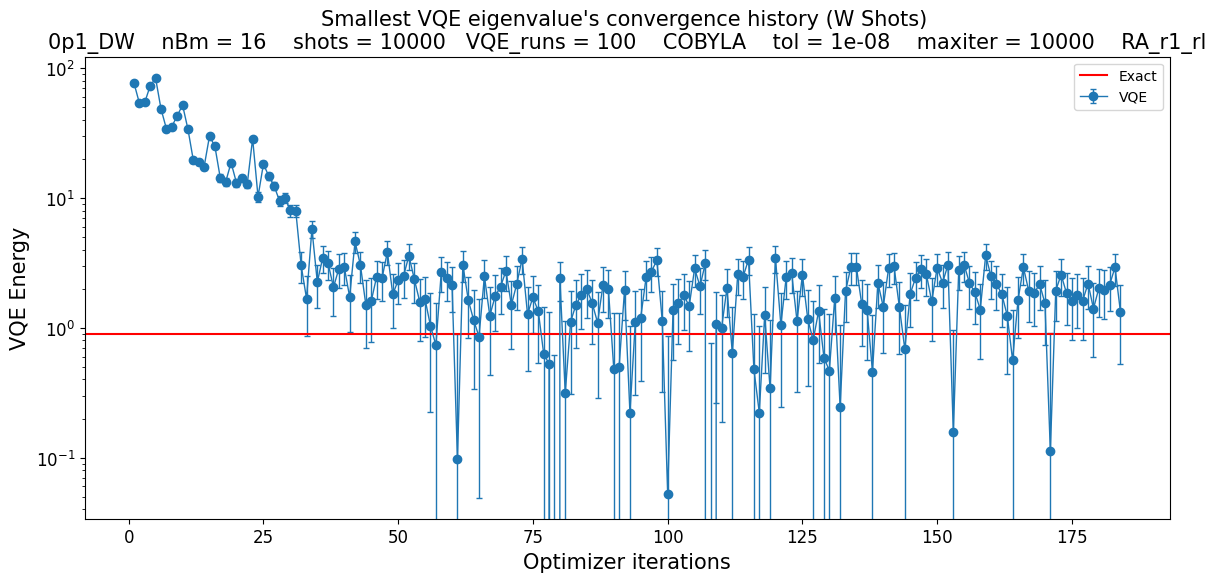 Smallest VQE eigenvalue's convergence history (W Shots)
0p1_DW nBm = 16 shots = 10000 VQE_runs = 100 COBYLA tol = 1e-08 maxiter = 10000 RA_r1_rl
Exact
VQE
VQE Energy
10²
10¹
10⁰
10⁻¹
0 25 50 75 100 125 150 175
Optimizer iterations